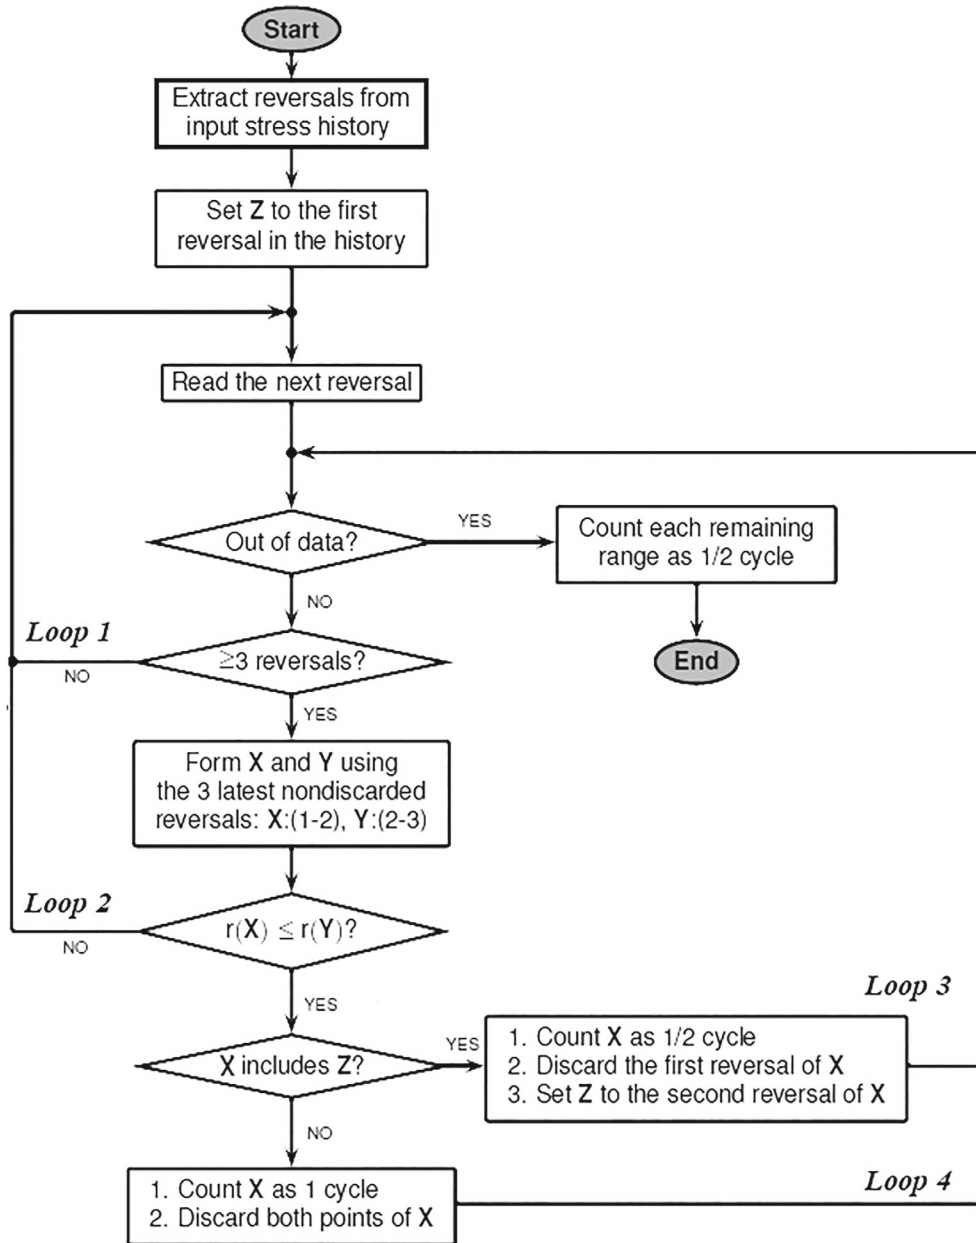 Start
Extract reversals from
input stress history
Set Z to the first
reversal in the history
Read the next reversal
Out of data?
YES
Count each remaining
range as 1/2 cycle
NO
End
Loop 1
≥3 reversals?
NO
YES
Form X and Y using
the 3 latest nondiscarded
reversals: X:(1-2), Y:(2-3)
Loop 2
r(X) ≤ r(Y)?
NO
YES
Loop 3
X includes Z?
YES
1. Count X as 1/2 cycle
2. Discard the first reversal of X
3. Set Z to the second reversal of X
NO
Loop 4
1. Count X as 1 cycle
2. Discard both points of X